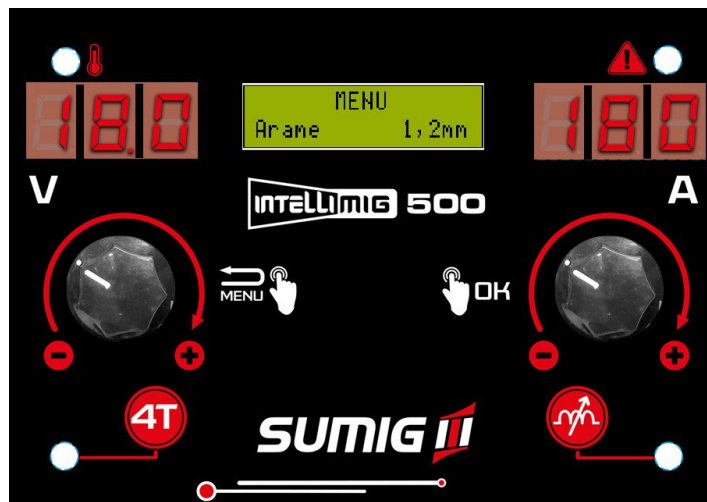 18.0
MENU
Arame 1,2mm
180
V
INTELLIMIG 500
A
MENU
OK
4T
SUMIG